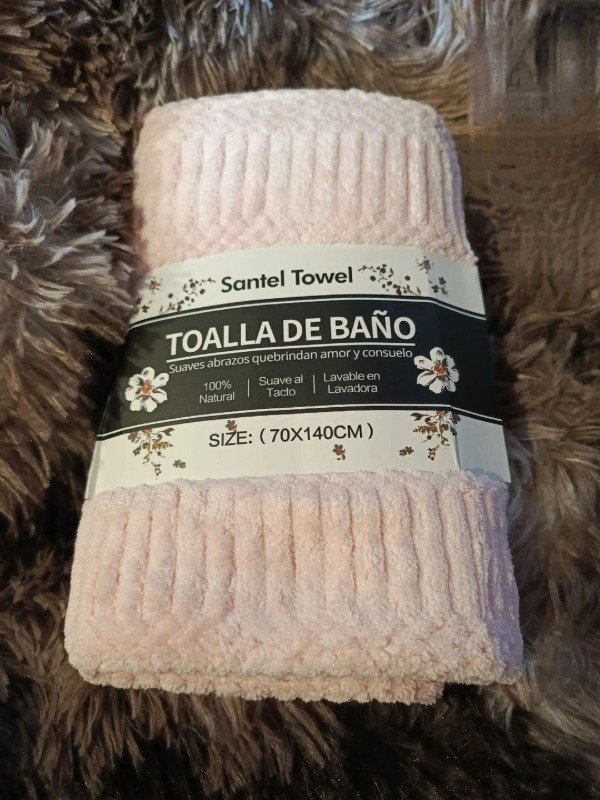 Santel Towel
TOALLA DE BAÑO
Suaves abrazos quebrindan amor y consuelo
100%
Natural
Suave al
Tacto
Lavable en
Lavadora
SIZE: ( 70X140CM )